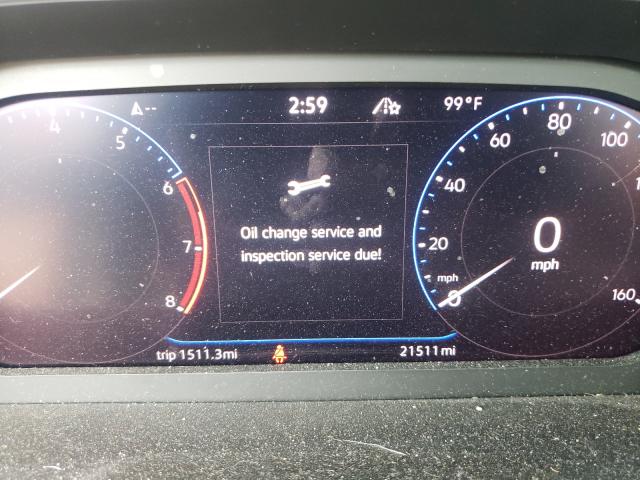 A-- 2:59 99°F
4 5 6 7 8
Oil change service and
inspection service due!
0 20 40 60 80 100 160
mph
0
mph
trip 1511.3mi 21511mi